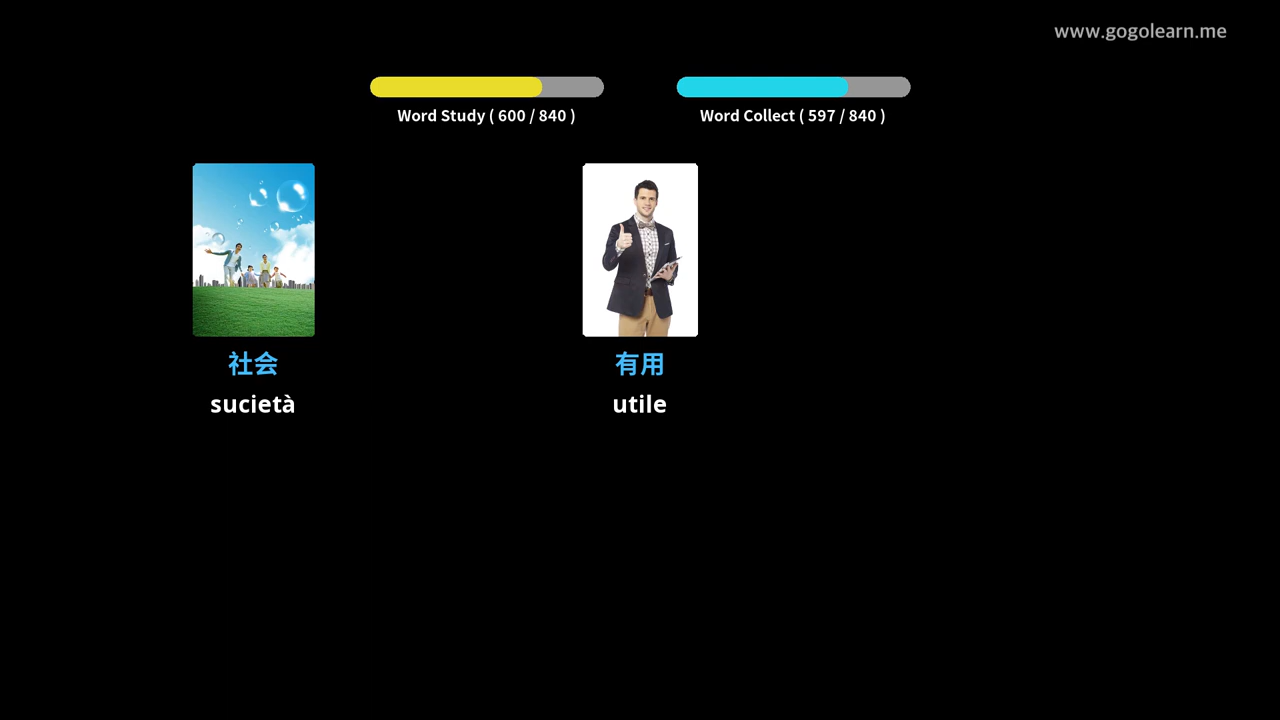 www.gogolearn.me
Word Study ( 600 / 840 )
Word Collect ( 597 / 840 )
社会
sucietà
有用
utile